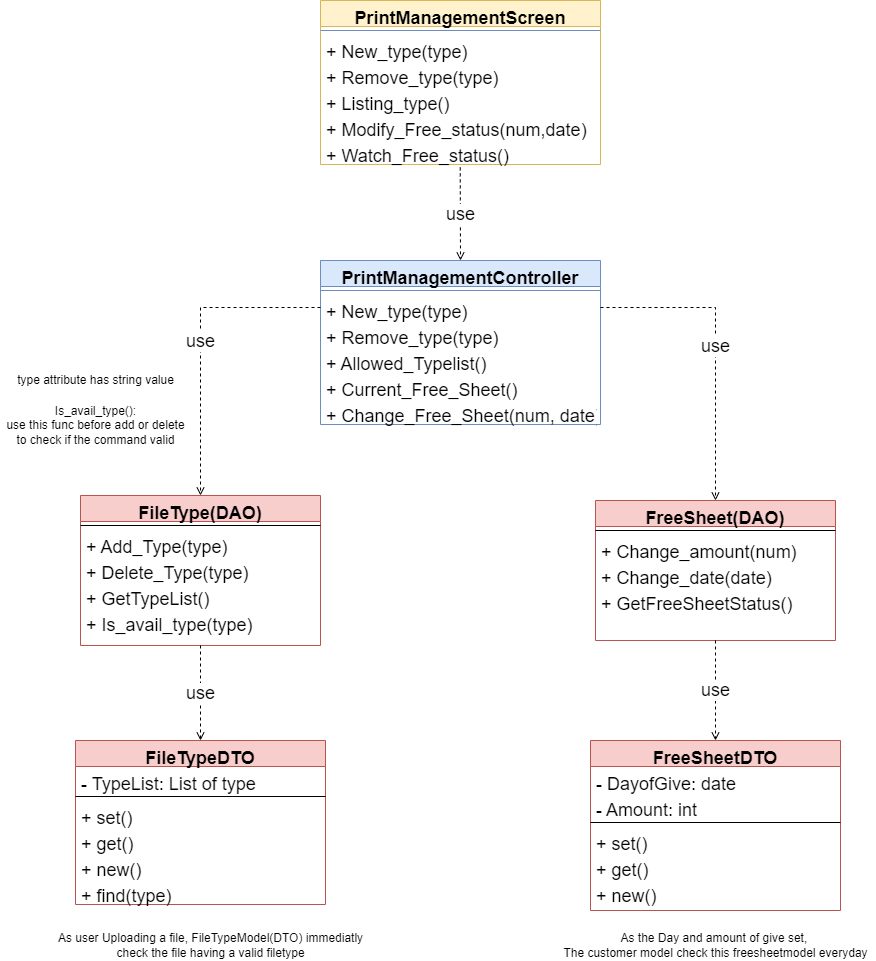 PrintManagementScreen
+ New_type(type)
+ Remove_type(type)
+ Listing_type()
+ Modify_Free_status(num,date)
+ Watch_Free_status()
use
PrintManagementController
+ New_type(type)
+ Remove_type(type)
+ Allowed_Typelist()
+ Current_Free_Sheet()
+ Change_Free_Sheet(num, date
use
use
type attribute has string value
Is_avail_type():
use this func before add or delete
to check if the command valid
FileType(DAO)
+ Add_Type(type)
+ Delete_Type(type)
+ GetTypeList()
+ Is_avail_type(type)
FreeSheet(DAO)
+ Change_amount(num)
+ Change_date(date)
+ GetFreeSheetStatus()
use
use
FileTypeDTO
- TypeList: List of type
+ set()
+ get()
+ new()
+ find(type)
FreeSheetDTO
- DayofGive: date
- Amount: int
+ set()
+ get()
+ new()
As user Uploading a file, FileTypeModel(DTO) immediatly
check the file having a valid filetype
As the Day and amount of give set,
The customer model check this freesheetmodel everyday